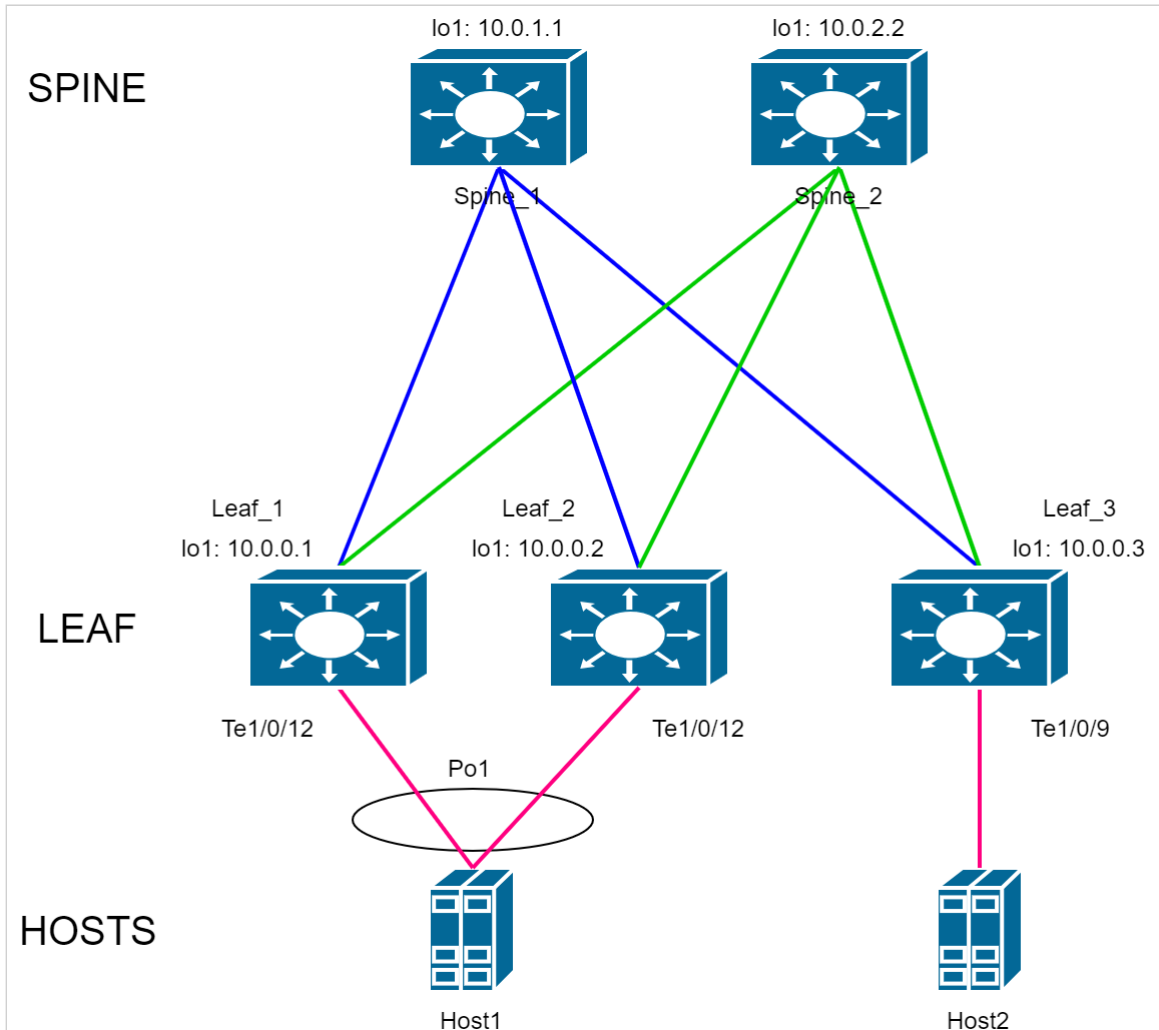 lo1: 10.0.1.1
lo1: 10.0.2.2
SPINE
Spine_1
Spine_2
Leaf_1
Leaf_2
Leaf_3
lo1: 10.0.0.1
lo1: 10.0.0.2
lo1: 10.0.0.3
LEAF
Te1/0/12
Te1/0/12
Te1/0/9
Po1
HOSTS
Host1
Host2